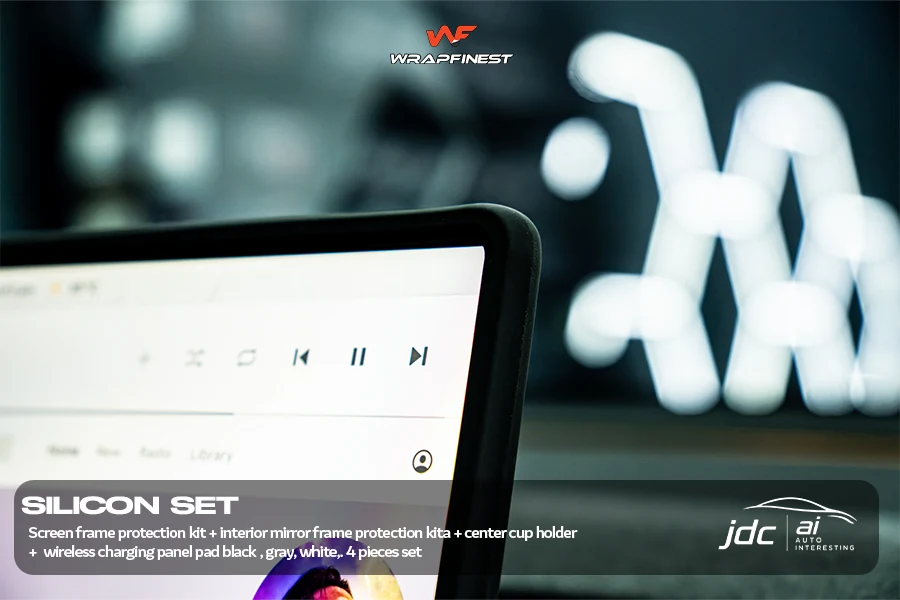 WRAPFINEST
Home New Radio Library
SILICON SET
Screen frame protection kit + interior mirror frame protection kita + center cup holder
+ wireless charging panel pad black , gray, white,. 4 pieces set
jdc ai
AUTO
INTERESTING